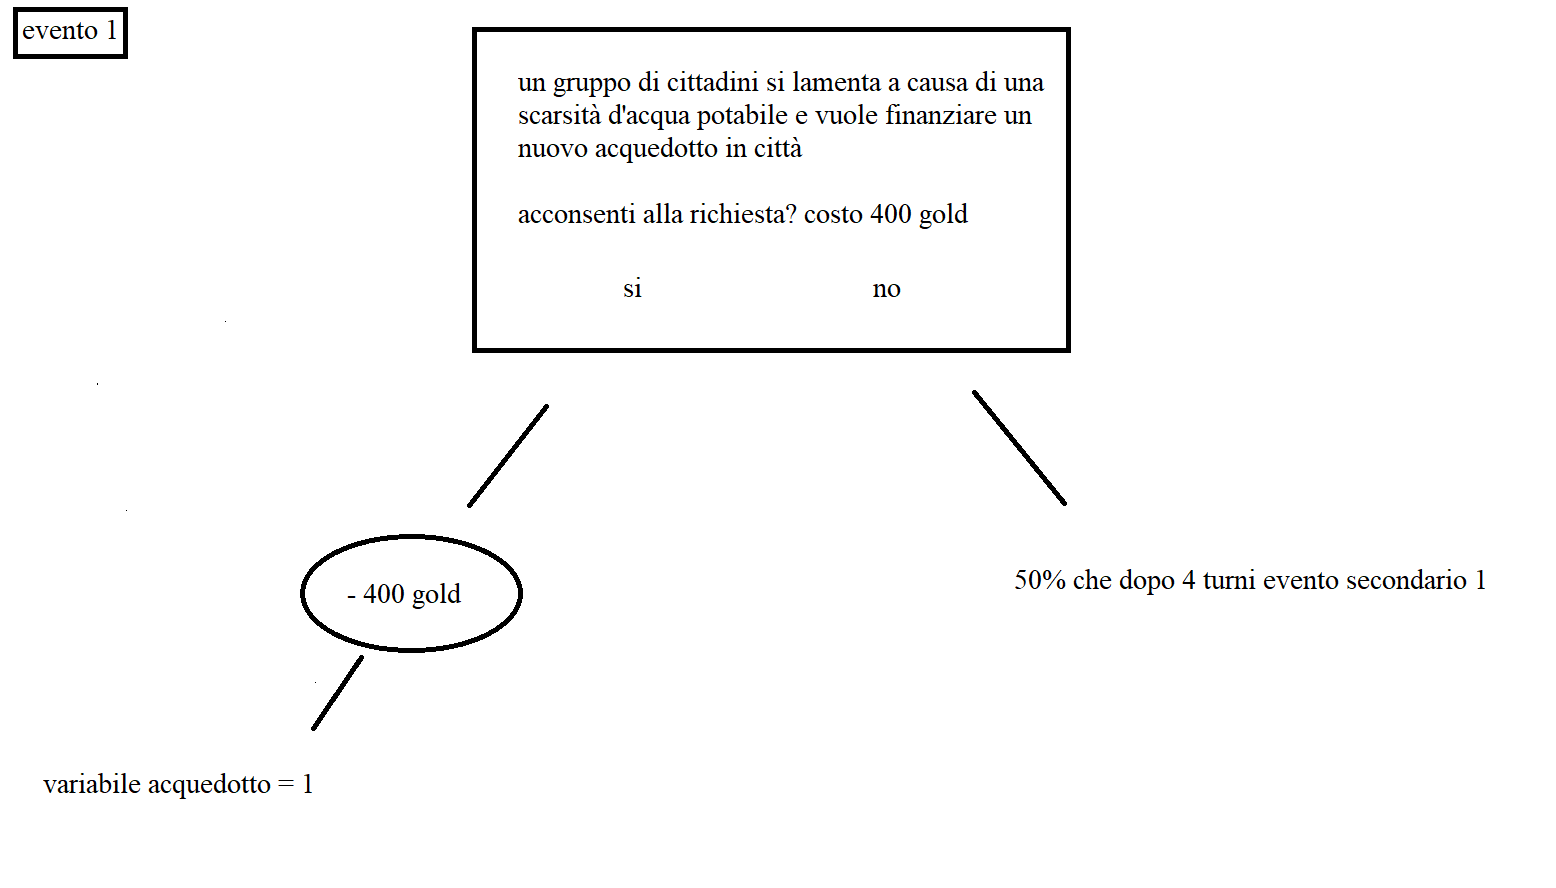 evento 1
un gruppo di cittadini si lamenta a causa di una
scarsità d'acqua potabile e vuole finanziare un
nuovo acquedotto in città
acconsenti alla richiesta? costo 400 gold
si no
- 400 gold
50% che dopo 4 turni evento secondario 1
variabile acquedotto = 1